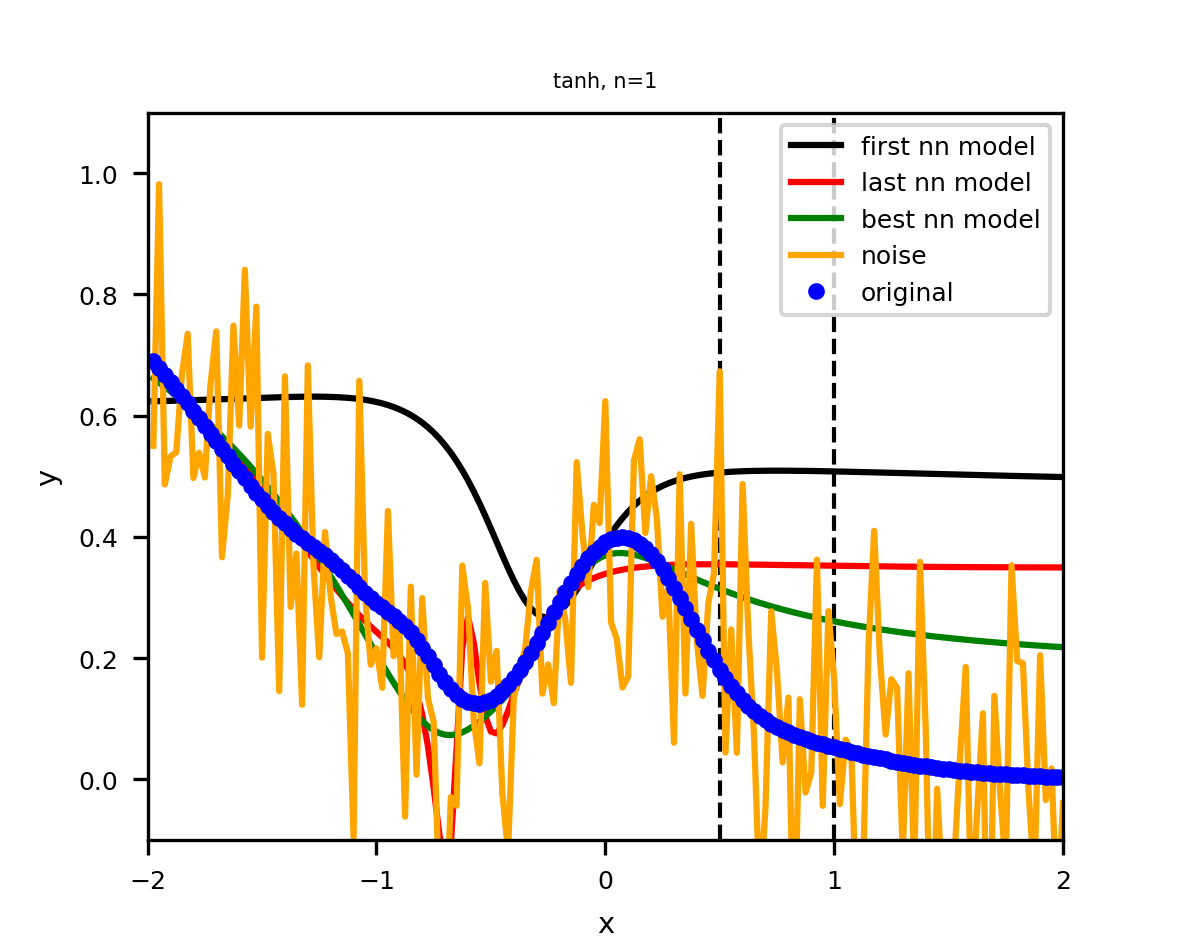 tanh, n=1
first nn model
last nn model
best nn model
noise
original
1.0
0.8
0.6
0.4
0.2
0.0
y
−2
−1
0
1
2
x